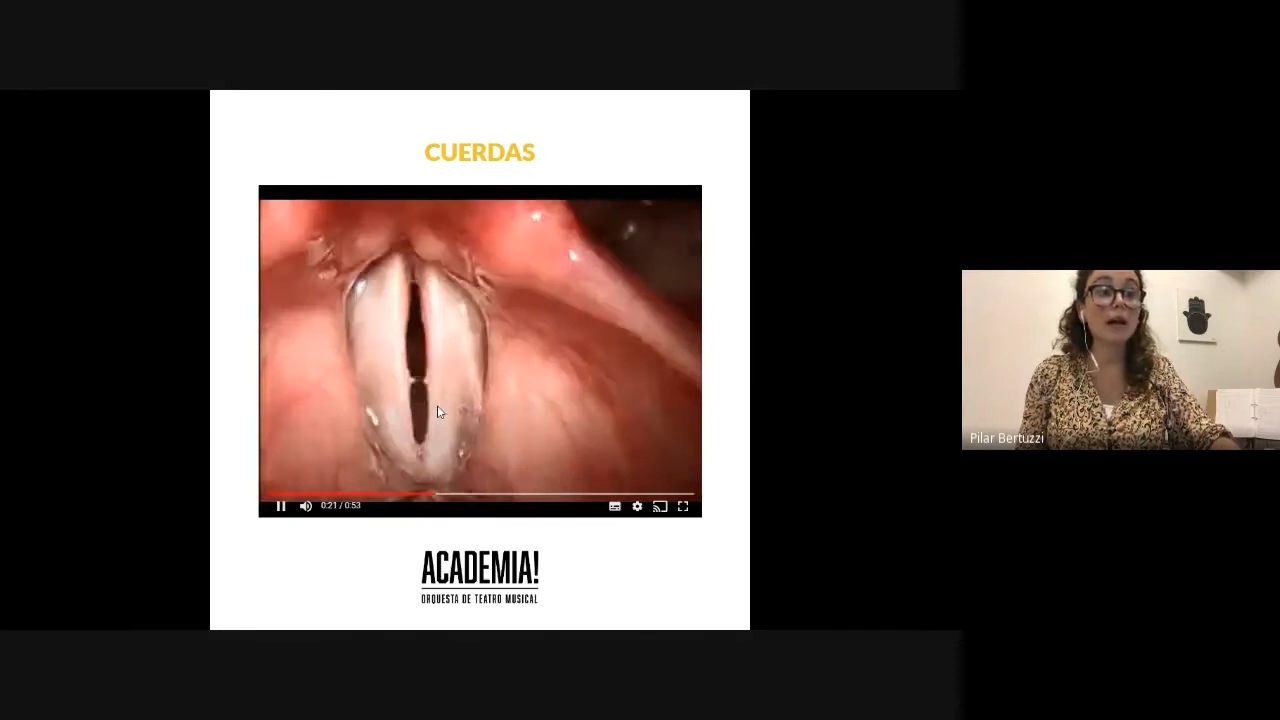 CUERDAS
0:21 / 0:53
ACADEMIA!
ORQUESTA DE TEATRO MUSICAL
Pilar Bertuzzi